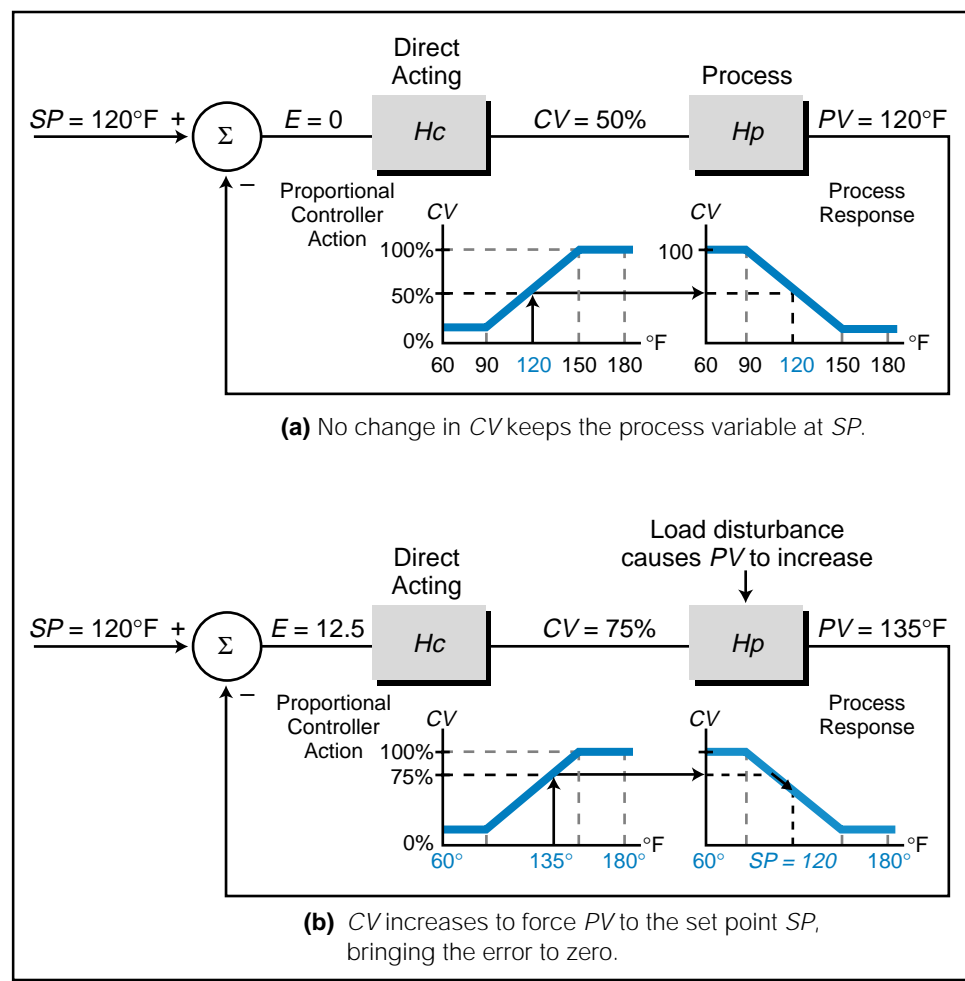 Direct
Acting
Process
SP = 120°F + Σ E = 0 Hc CV = 50% Hp PV = 120°F
–
Proportional
Controller
Action
CV
100%
50%
0%
60 90 120 150 180
°F
CV
100
60 90 120 150 180
°F
Process
Response
(a) No change in CV keeps the process variable at SP.
Load disturbance
causes PV to increase
Direct
Acting
SP = 120°F + Σ E = 12.5 Hc CV = 75% Hp PV = 135°F
–
Proportional
Controller
Action
CV
100%
75%
0%
60° 135° 180°
°F
CV
60° SP = 120 180°
°F
Process
Response
(b) CV increases to force PV to the set point SP,
bringing the error to zero.